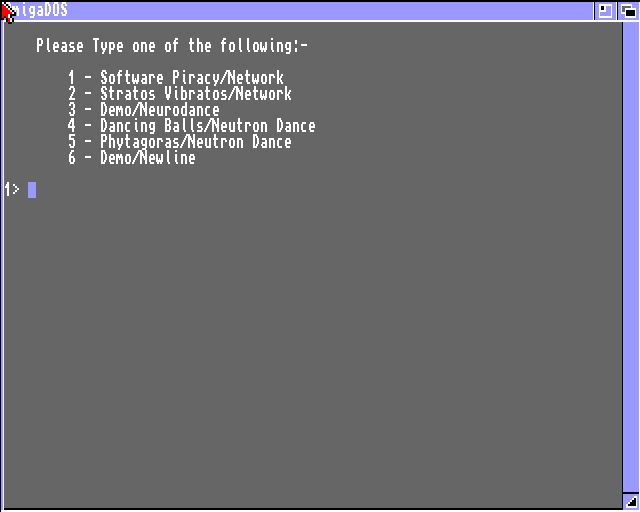 AmigaDOS
Please Type one of the following:-
1 - Software Piracy/Network
2 - Stratos Vibratos/Network
3 - Demo/Neurodance
4 - Dancing Balls/Neutron Dance
5 - Phytagoras/Neutron Dance
6 - Demo/Newline
1>